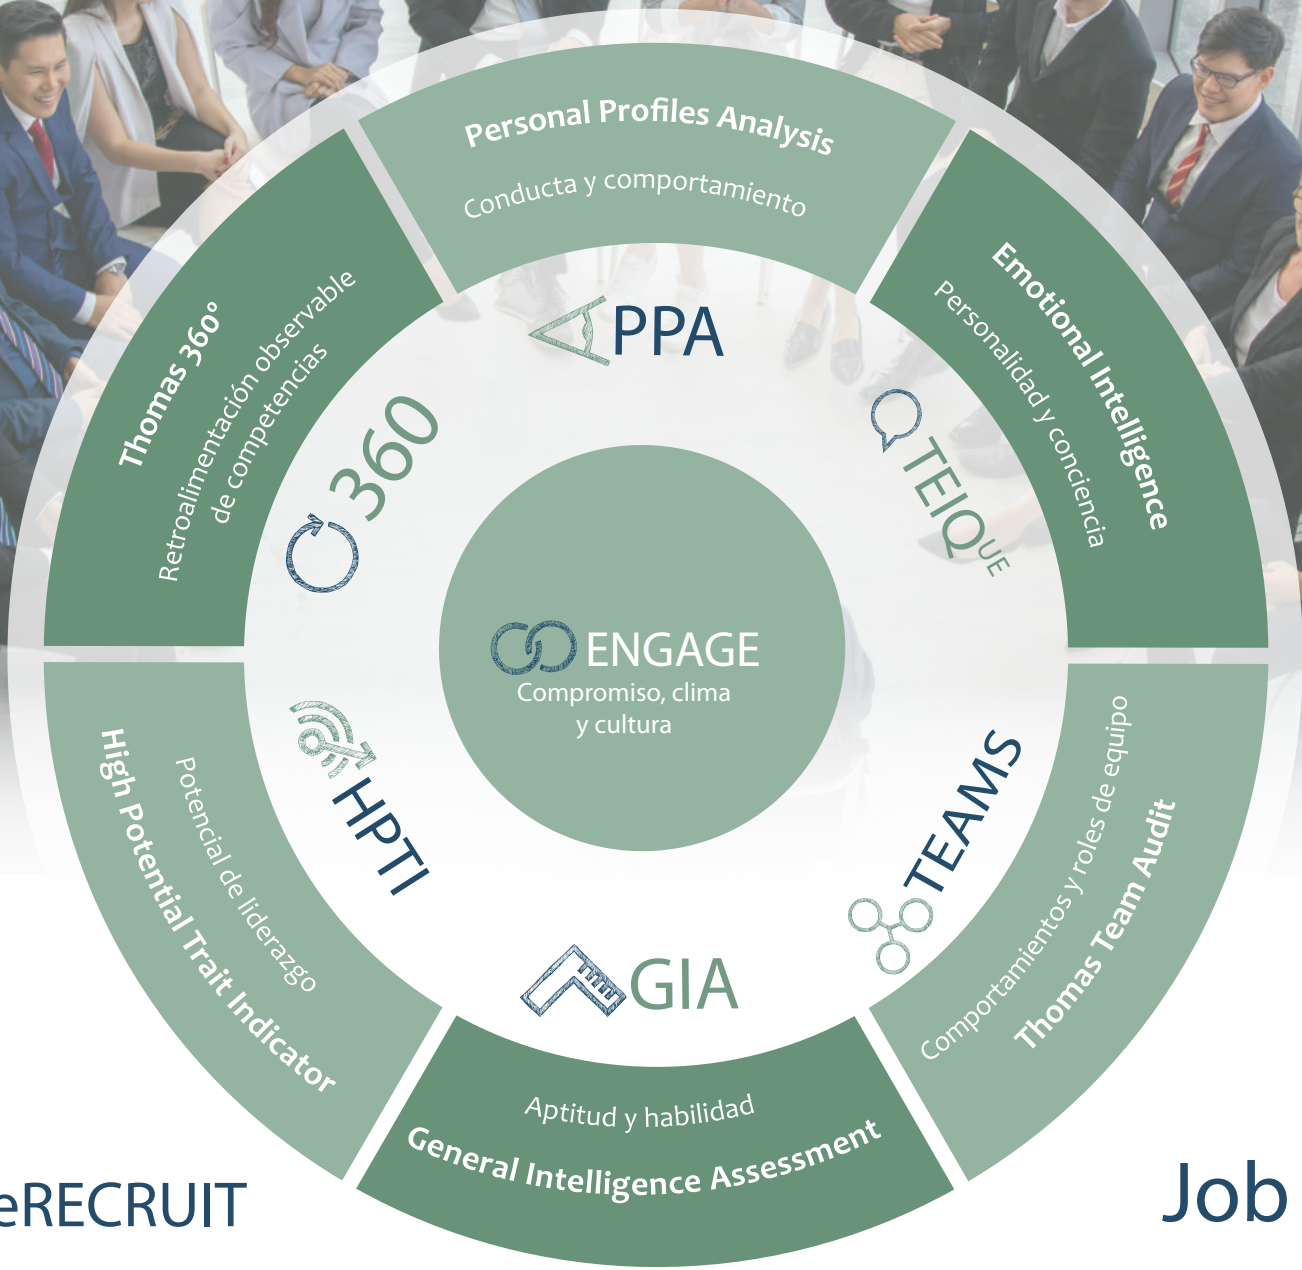 Personal Profiles Analysis
Conducta y comportamiento
PPA
Emotional Intelligence
Personalidad y conciencia
TEIQUE
Thomas 360º
Retroalimentación observable
de competencias
360
ENGAGE
Compromiso, clima
y cultura
High Potential Trait Indicator
Potencial de liderazgo
HPTI
TEAMS
Comportamientos y roles de equipo
Thomas Team Audit
GIA
Aptitud y habilidad
General Intelligence Assessment
eRECRUIT
Job